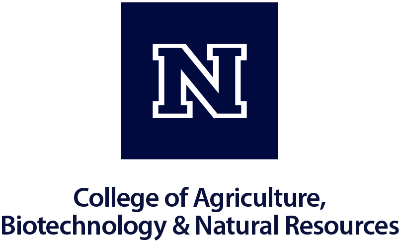 N
College of Agriculture,
Biotechnology & Natural Resources